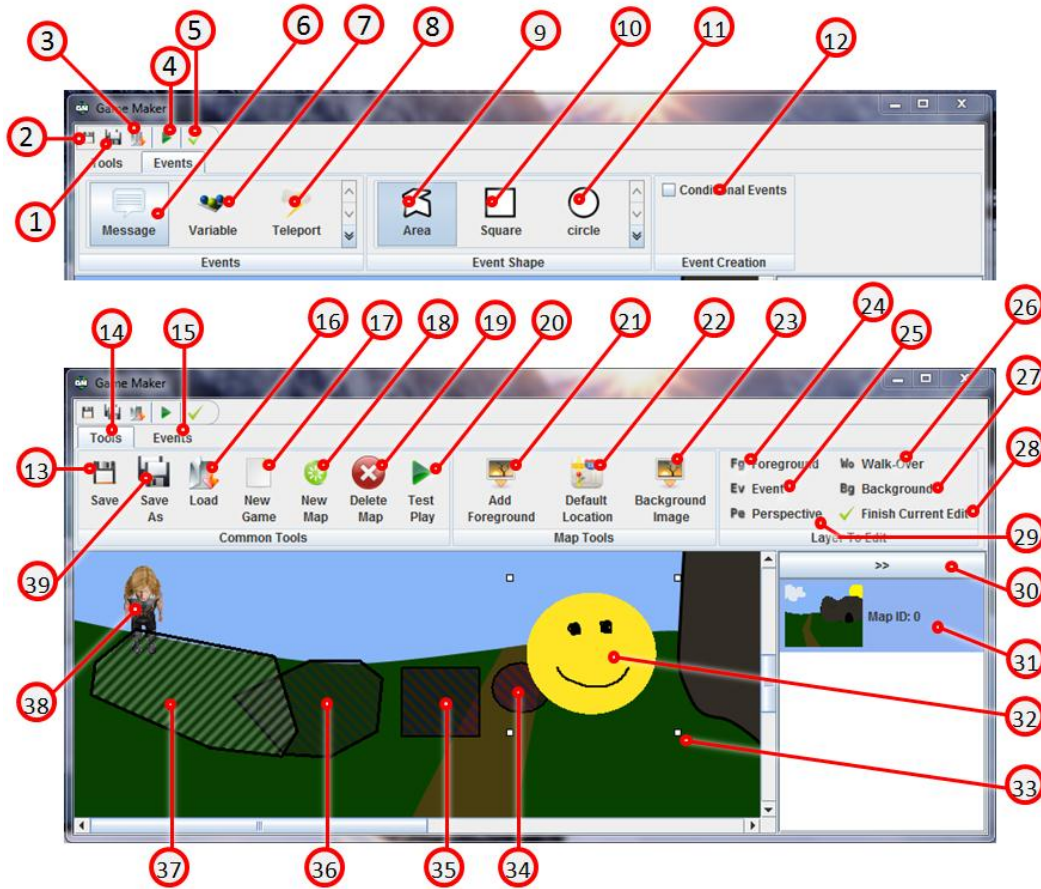 3
5
6
7
8
9
10
11
12
4
2
Game Maker
Tools Events
1
Message Variable Teleport
Area Square circle
Conditional Events
Events
Event Shape
Event Creation
14
15
16
17
18
19
20
21
22
23
24
25
26
27
28
Game Maker
Tools Events
13
Save
Save As
Load
New Game
New Map
Delete Map
Test Play
Add Foreground
Default Location
Background Image
Fg Foreground Wo Walk-Over
Ev Event Bg Background
Pe Perspective Finish Current Edit
Common Tools
Map Tools
Layer To Edit
29
39
>>
30
Map ID: 0
31
38
32
33
37
36
35
34